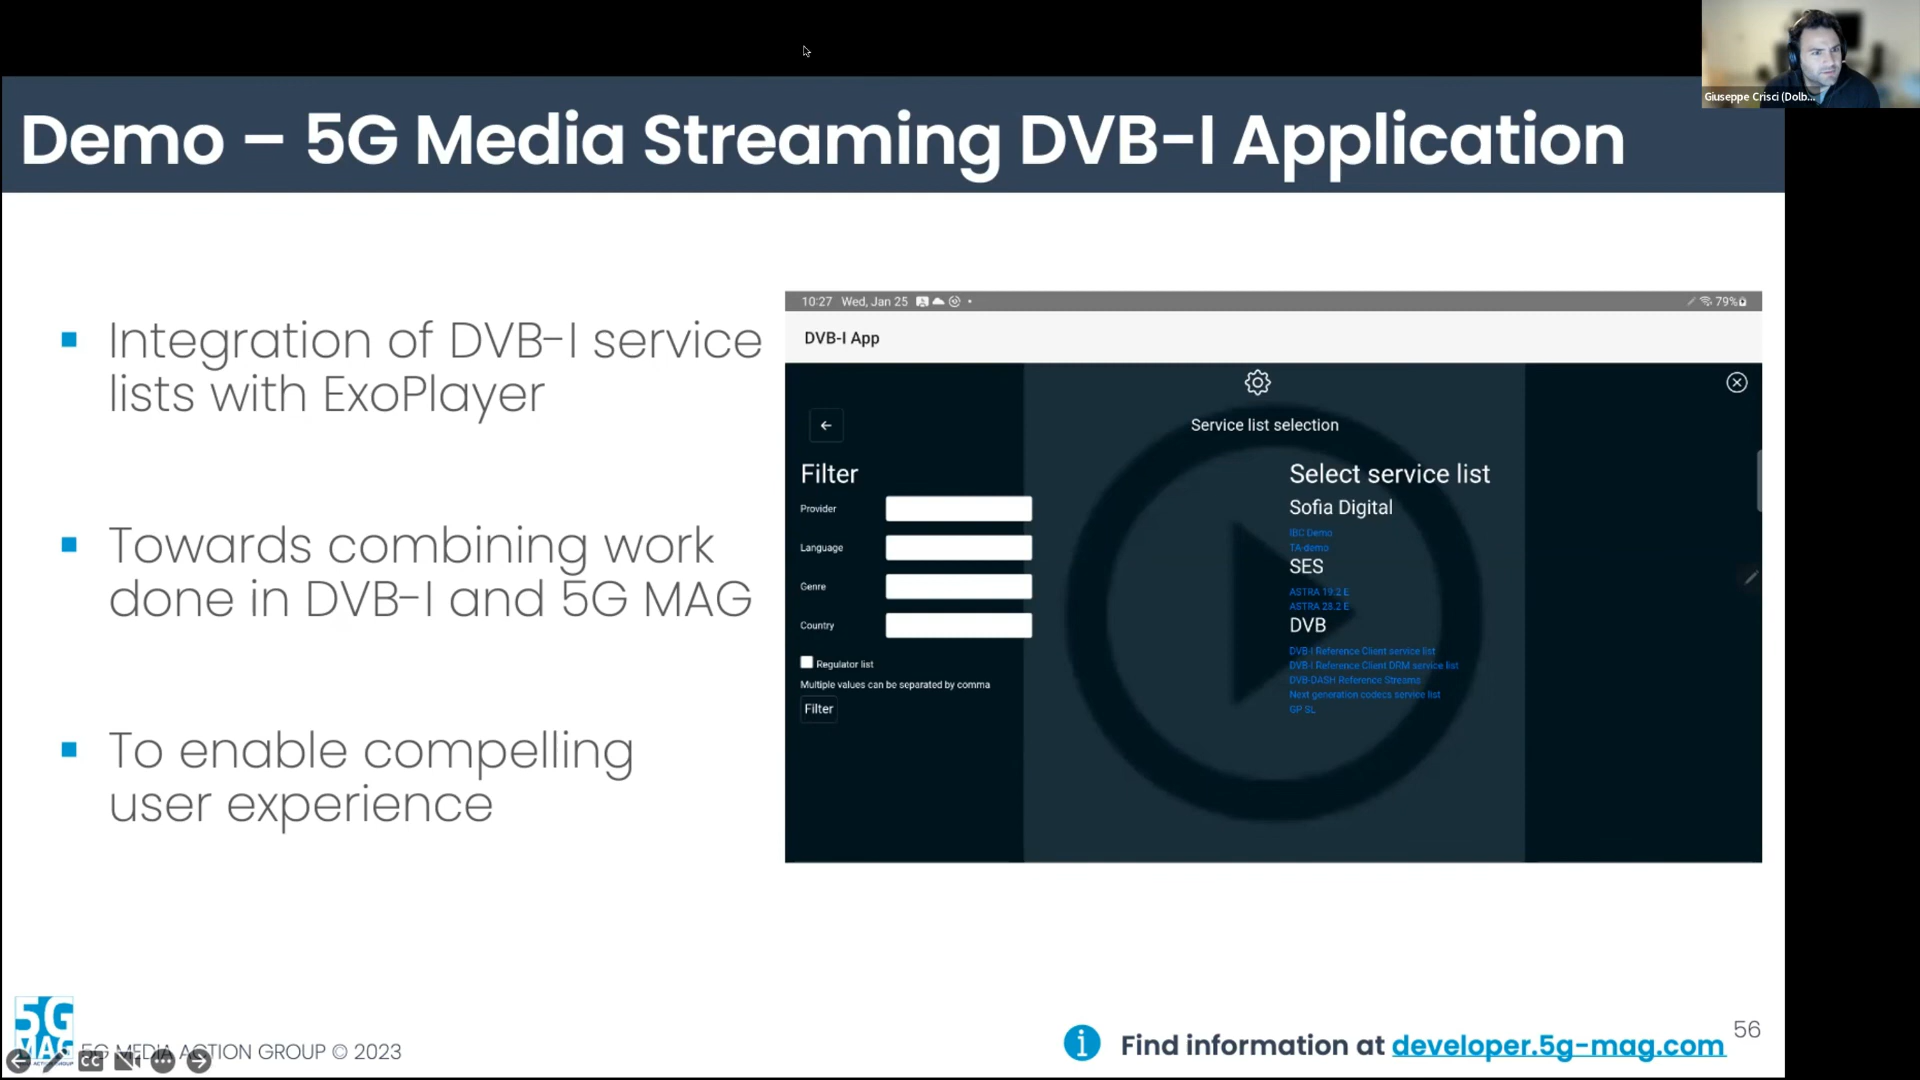 Giuseppe Crisci (Dolb...
Demo – 5G Media Streaming DVB-I Application
Integration of DVB-I service
lists with ExoPlayer
Towards combining work
done in DVB-I and 5G MAG
To enable compelling
user experience
10:27 Wed, Jan 25
79%
DVB-I App
Service list selection
Filter
Provider
Language
Genre
Country
Regulator list
Multiple values can be separated by comma
Filter
Select service list
Sofia Digital
IBC Demo
TA demo
SES
ASTRA 19.2 E
ASTRA 28.2 E
DVB
DVB-I Reference Client service list
DVB-I Reference Client DRM service list
DVB-DASH Reference Streams
Next generation codecs service list
GP SL
5G
MAG
5G MEDIA ACTION GROUP © 2023
CC
Find information at developer.5g-mag.com
56